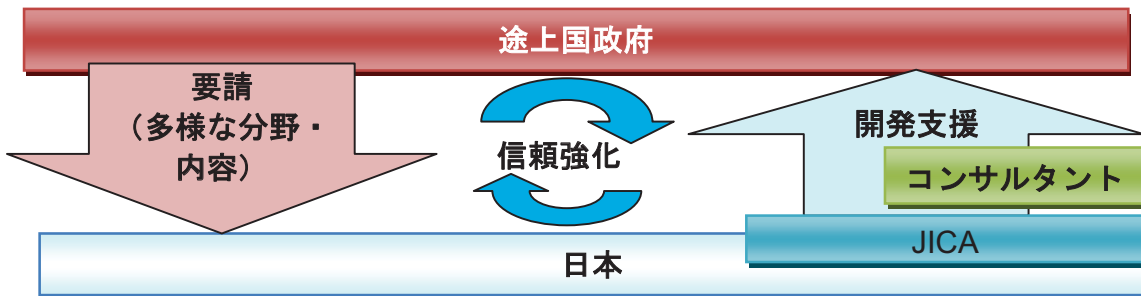 途上国政府
要請
（多様な分野・
内容）
信頼強化
開発支援
コンサルタント
JICA
日本